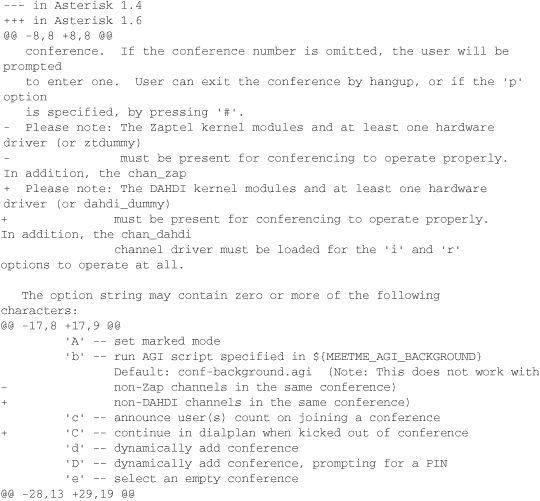 --- in Asterisk 1.4
+++ in Asterisk 1.6
@@ -8,8 +8,8 @@
   conference.  If the conference number is omitted, the user will be
prompted
   to enter one.  User can exit the conference by hangup, or if the 'p'
option
   is specified, by pressing '#'.
-  Please note: The Zaptel kernel modules and at least one hardware
driver (or ztdummy)
-               must be present for conferencing to operate properly.
In addition, the chan_zap
+  Please note: The DAHDI kernel modules and at least one hardware
driver (or dahdi_dummy)
+              must be present for conferencing to operate properly.
In addition, the chan_dahdi
               channel driver must be loaded for the 'i' and 'r'
options to operate at all.

   The option string may contain zero or more of the following
characters:
@@ -17,8 +17,9 @@
        'A' -- set marked mode
        'b' -- run AGI script specified in ${MEETME_AGI_BACKGROUND}
               Default: conf-background.agi  (Note: This does not work with
-              non-Zap channels in the same conference)
+              non-DAHDI channels in the same conference)
        'c' -- announce user(s) count on joining a conference
+       'C' -- continue in dialplan when kicked out of conference
        'd' -- dynamically add conference
        'D' -- dynamically add conference, prompting for a PIN
        'e' -- select an empty conference
@@ -28,13 +29,19 @@